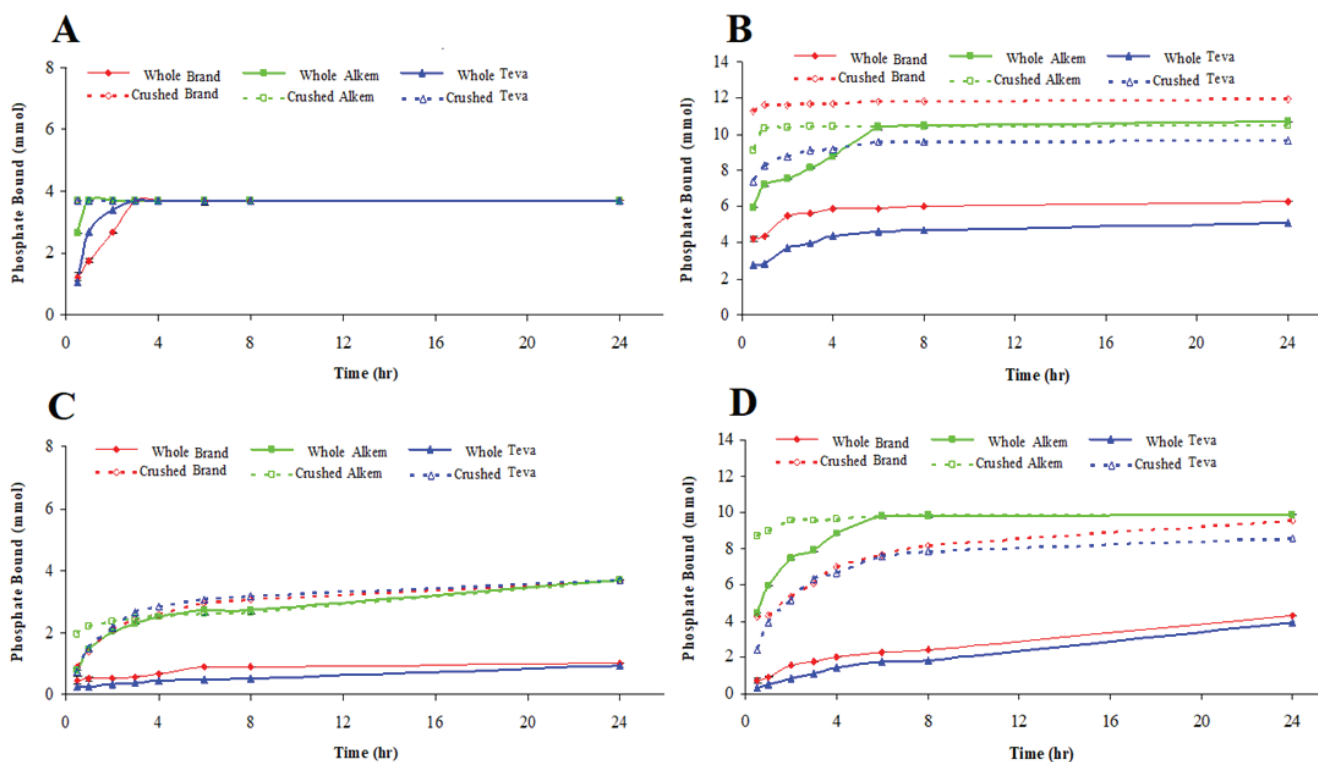 A
8
Whole Brand Whole Alkem Whole Teva
Crushed Brand Crushed Alkem Crushed Teva
6
4
2
0
Phosphate Bound (mmol)
0 4 8 12 16 20 24
Time (hr)
B
14
Whole Brand Whole Alkem Whole Teva
Crushed Brand Crushed Alkem Crushed Teva
12
10
8
6
4
2
0
Phosphate Bound (mmol)
0 4 8 12 16 20 24
Time (hr)
C
8
Whole Brand Whole Alkem Whole Teva
Crushed Brand Crushed Alkem Crushed Teva
6
4
2
0
Phosphate Bound (mmol)
0 4 8 12 16 20 24
Time (hr)
D
14
Whole Brand Whole Alkem Whole Teva
Crushed Brand Crushed Alkem Crushed Teva
12
10
8
6
4
2
0
Phosphate Bound (mmol)
0 4 8 12 16 20 24
Time (hr)